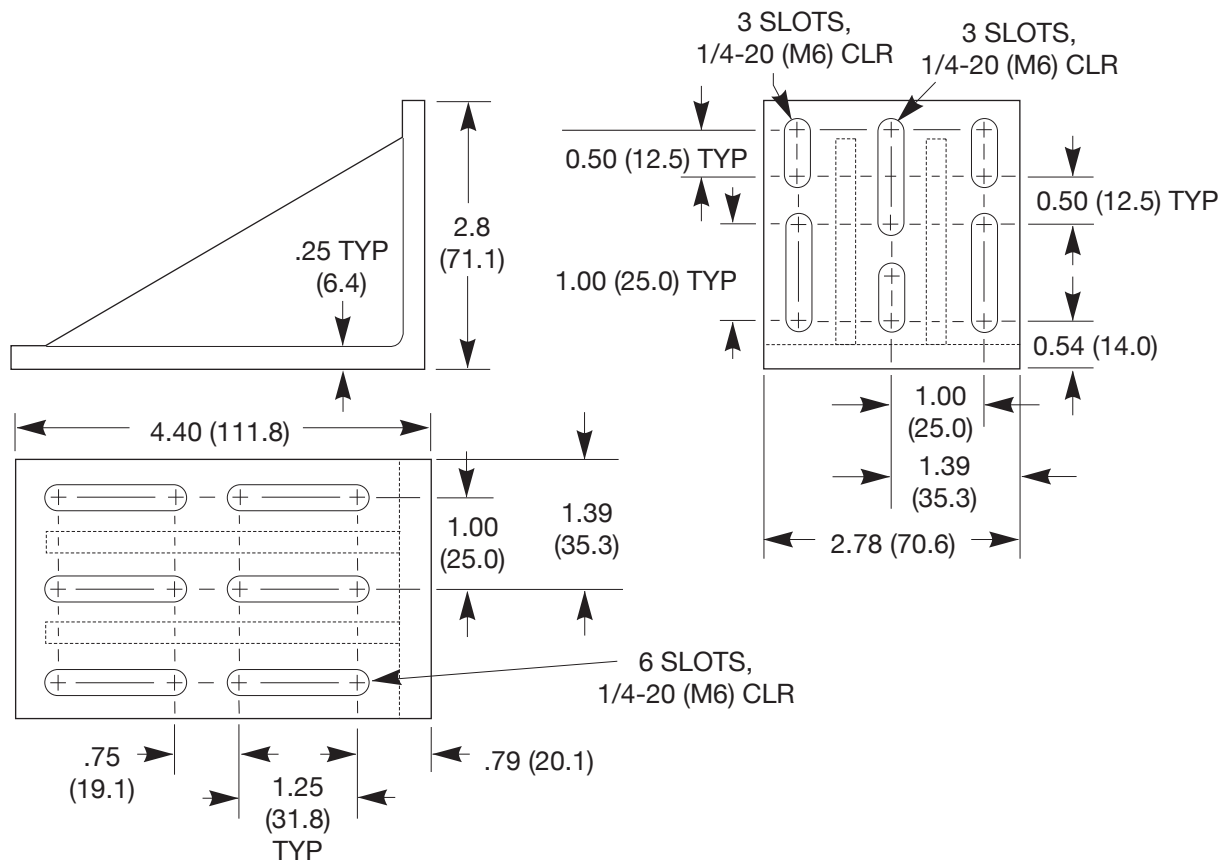 3 SLOTS,
1/4-20 (M6) CLR
3 SLOTS,
1/4-20 (M6) CLR
0.50 (12.5) TYP
0.50 (12.5) TYP
2.8
(71.1)
.25 TYP
(6.4)
1.00 (25.0) TYP
0.54 (14.0)
1.00
(25.0)
1.39
(35.3)
2.78 (70.6)
4.40 (111.8)
1.00
(25.0)
1.39
(35.3)
6 SLOTS,
1/4-20 (M6) CLR
.75
(19.1)
1.25
(31.8)
TYP
.79 (20.1)